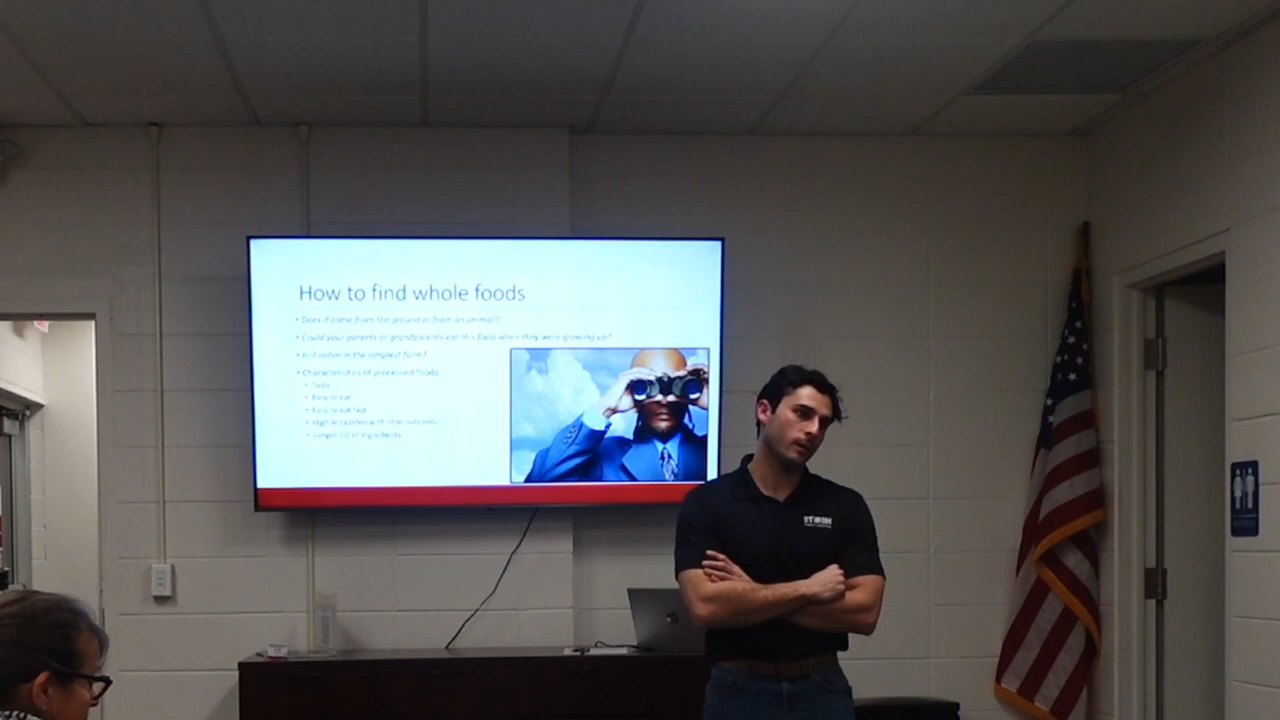 How to find whole foods
• Does it come from the ground or from an animal?
• Could your parents or grandparents eat this food when they were growing up?
• Is it eaten in the simplest form?
• Characteristics of processed foods:
• Tasty
• Easy to eat
• Easy to eat fast
• High in calories with little nutrients
• Longer list of ingredients